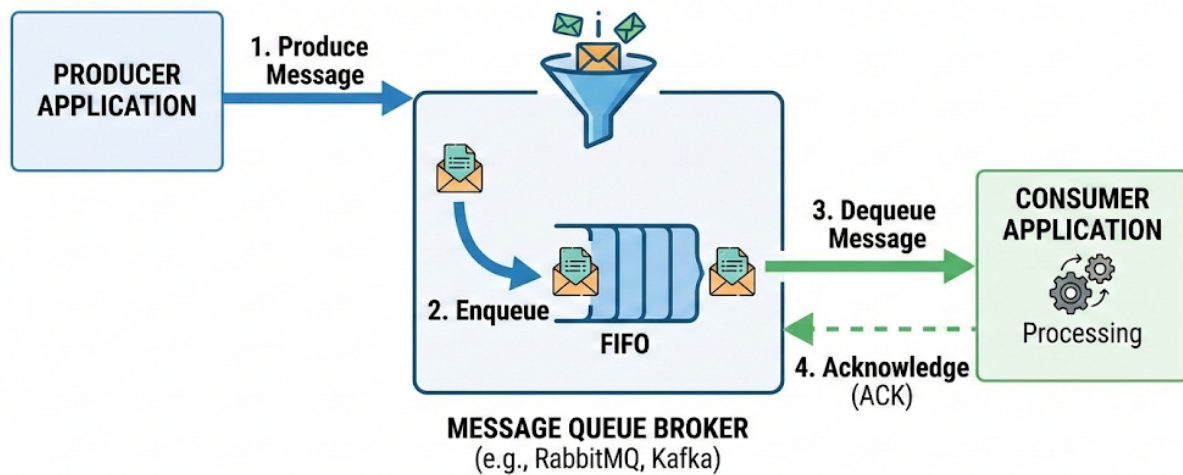 PRODUCER
APPLICATION
1. Produce
Message
2. Enqueue
FIFO
MESSAGE QUEUE BROKER
(e.g., RabbitMQ, Kafka)
3. Dequeue
Message
4. Acknowledge
(ACK)
CONSUMER
APPLICATION
Processing